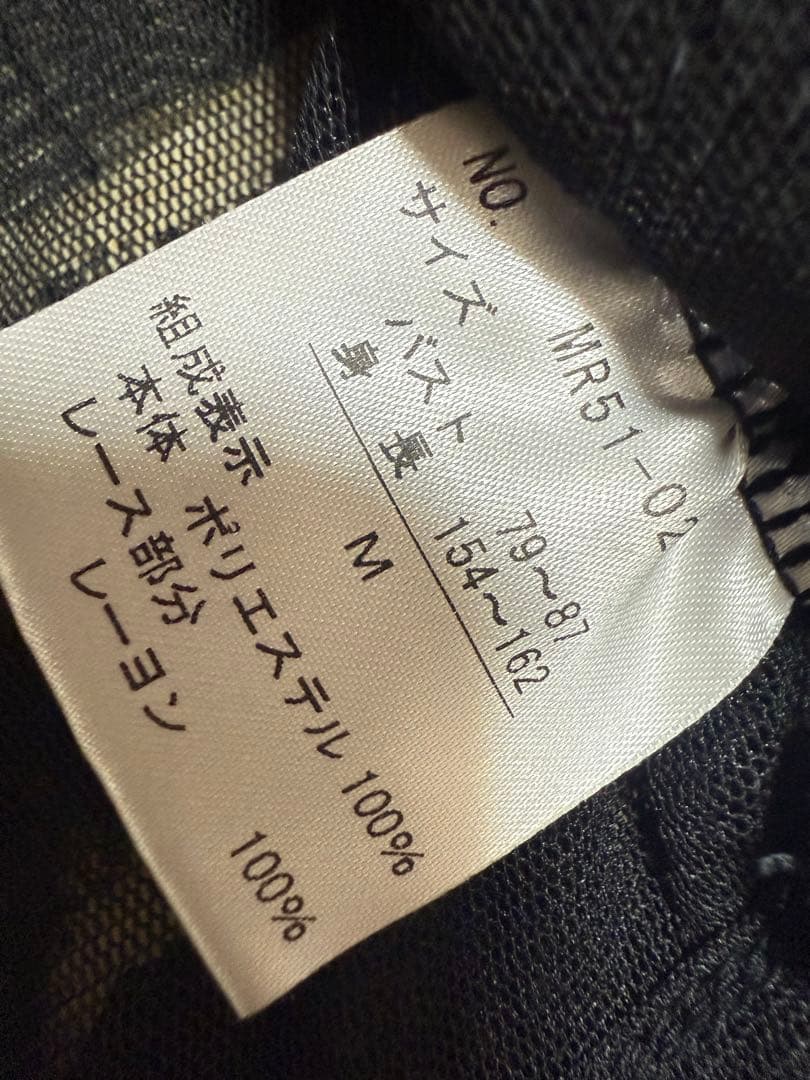 NO. MR51-02
サイズ
バスト 79〜87
身長 154〜162
M
組成表示
本体 ポリエステル 100%
レース部分
レーヨン 100%